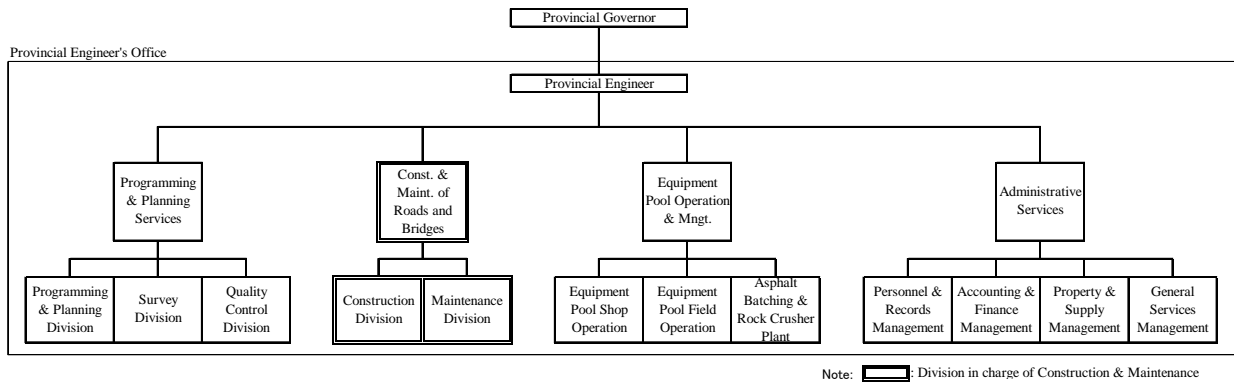 Provincial Governor
Provincial Engineer's Office
Provincial Engineer
Programming
& Planning
Services
Const. &
Maint. of
Roads and
Bridges
Equipment
Pool Operation
& Mngt.
Administrative
Services
Programming
& Planning
Division
Survey
Division
Quality
Control
Division
Construction
Division
Maintenance
Division
Equipment
Pool Shop
Operation
Equipment
Pool Field
Operation
Asphalt
Batching &
Rock Crusher
Plant
Personnel &
Records
Management
Accounting &
Finance
Management
Property &
Supply
Management
General
Services
Management
Note: : Division in charge of Construction & Maintenance